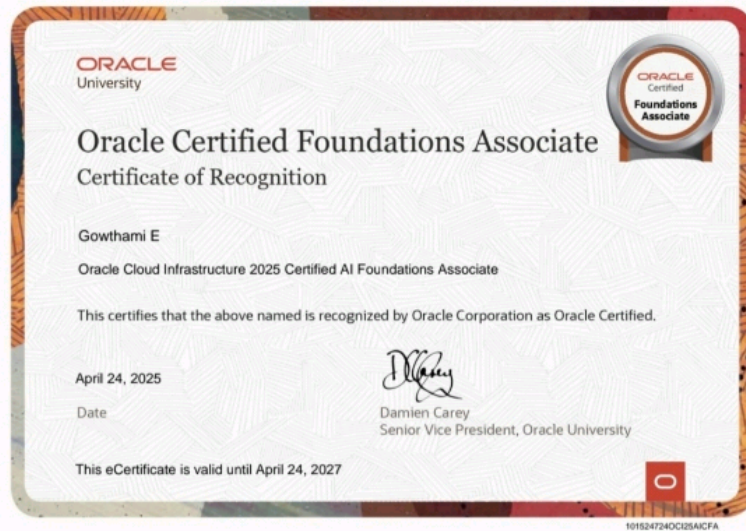 ORACLE
University
ORACLE
Certified
Foundations
Associate
Oracle Certified Foundations Associate
Certificate of Recognition
Gowthami E
Oracle Cloud Infrastructure 2025 Certified AI Foundations Associate
This certifies that the above named is recognized by Oracle Corporation as Oracle Certified.
April 24, 2025
Date
Damien Carey
Senior Vice President, Oracle University
This eCertificate is valid until April 24, 2027
101524724OCI25AICFA